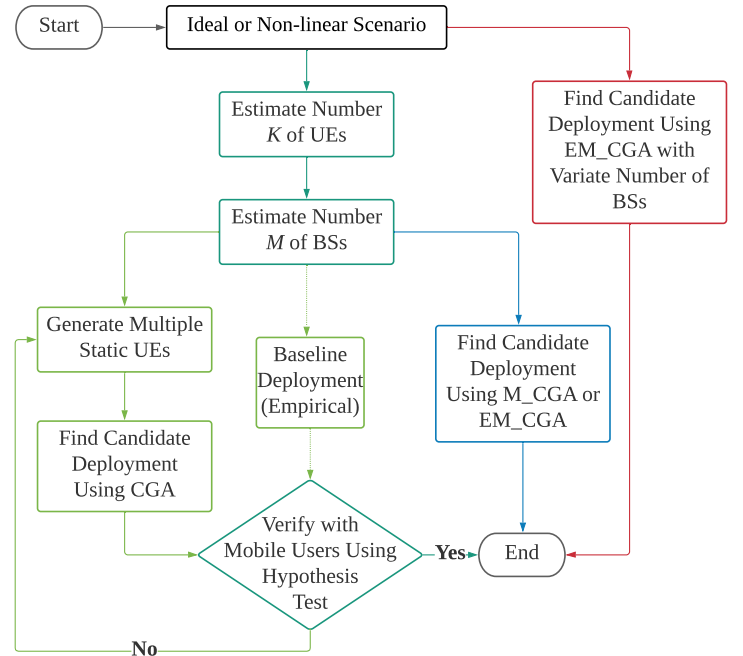 Start
Ideal or Non-linear Scenario
Estimate Number
K of UEs
Find Candidate
Deployment Using
EM_CGA with
Variate Number of
BSs
Estimate Number
M of BSs
Generate Multiple
Static UEs
Baseline
Deployment
(Empirical)
Find Candidate
Deployment
Using M_CGA or
EM_CGA
Find Candidate
Deployment
Using CGA
Verify with
Mobile Users Using
Hypothesis
Test
Yes
End
No